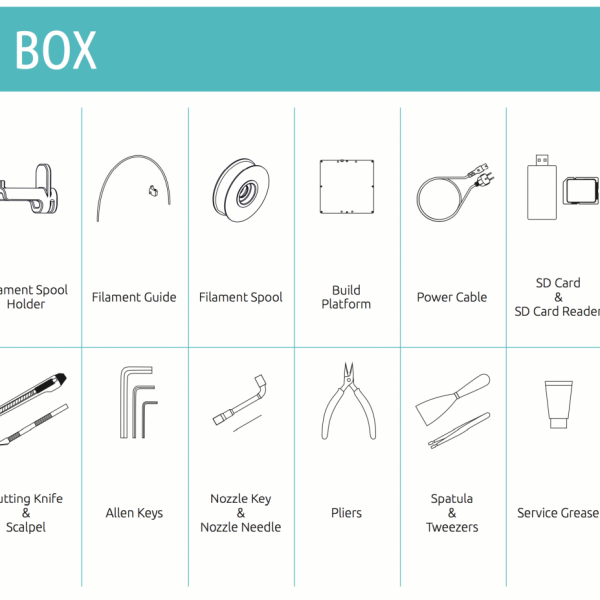 BOX
ament Spool
Holder
Filament Guide
Filament Spool
Build
Platform
Power Cable
SD Card
&
SD Card Reader
utting Knife
&
Scalpel
Allen Keys
Nozzle Key
&
Nozzle Needle
Pliers
Spatula
&
Tweezers
Service Grease